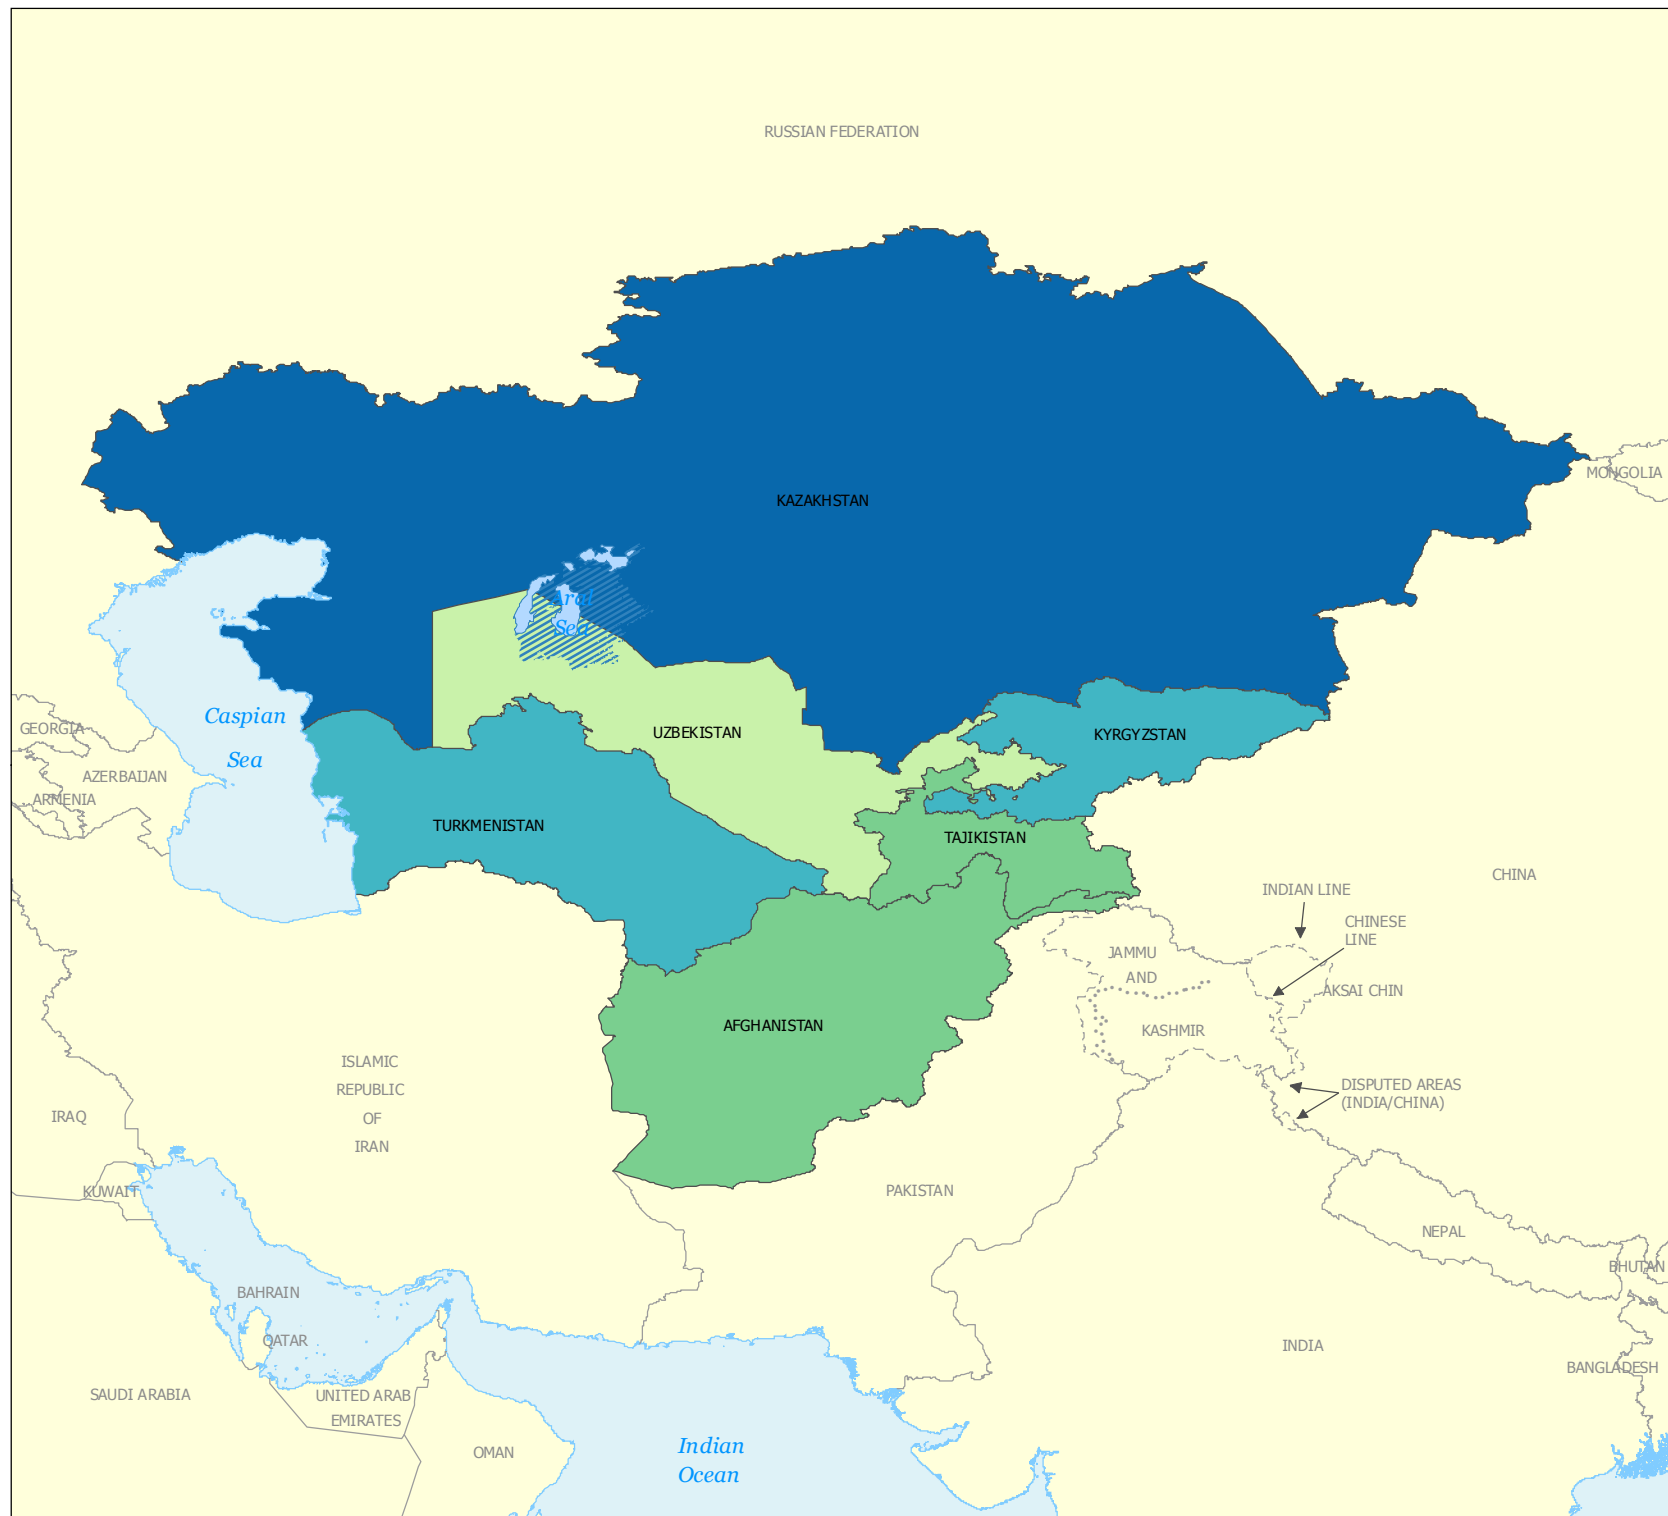 RUSSIAN FEDERATION
MONGOLIA
KAZAKHSTAN
Aral
Sea
Caspian
Sea
GEORGIA
UZBEKISTAN
KYRGYZSTAN
AZERBAIJAN
ARMENIA
TURKMENISTAN
TAJIKISTAN
CHINA
INDIAN LINE
CHINESE
LINE
JAMMU
AND
KASHMIR
AKSAI CHIN
AFGHANISTAN
ISLAMIC
REPUBLIC
OF
IRAN
DISPUTED AREAS
(INDIA/CHINA)
IRAQ
KUWAIT
PAKISTAN
NEPAL
BHUTAN
BAHRAIN
QATAR
INDIA
BANGLADESH
SAUDI ARABIA
UNITED ARAB
EMIRATES
OMAN
Indian
Ocean